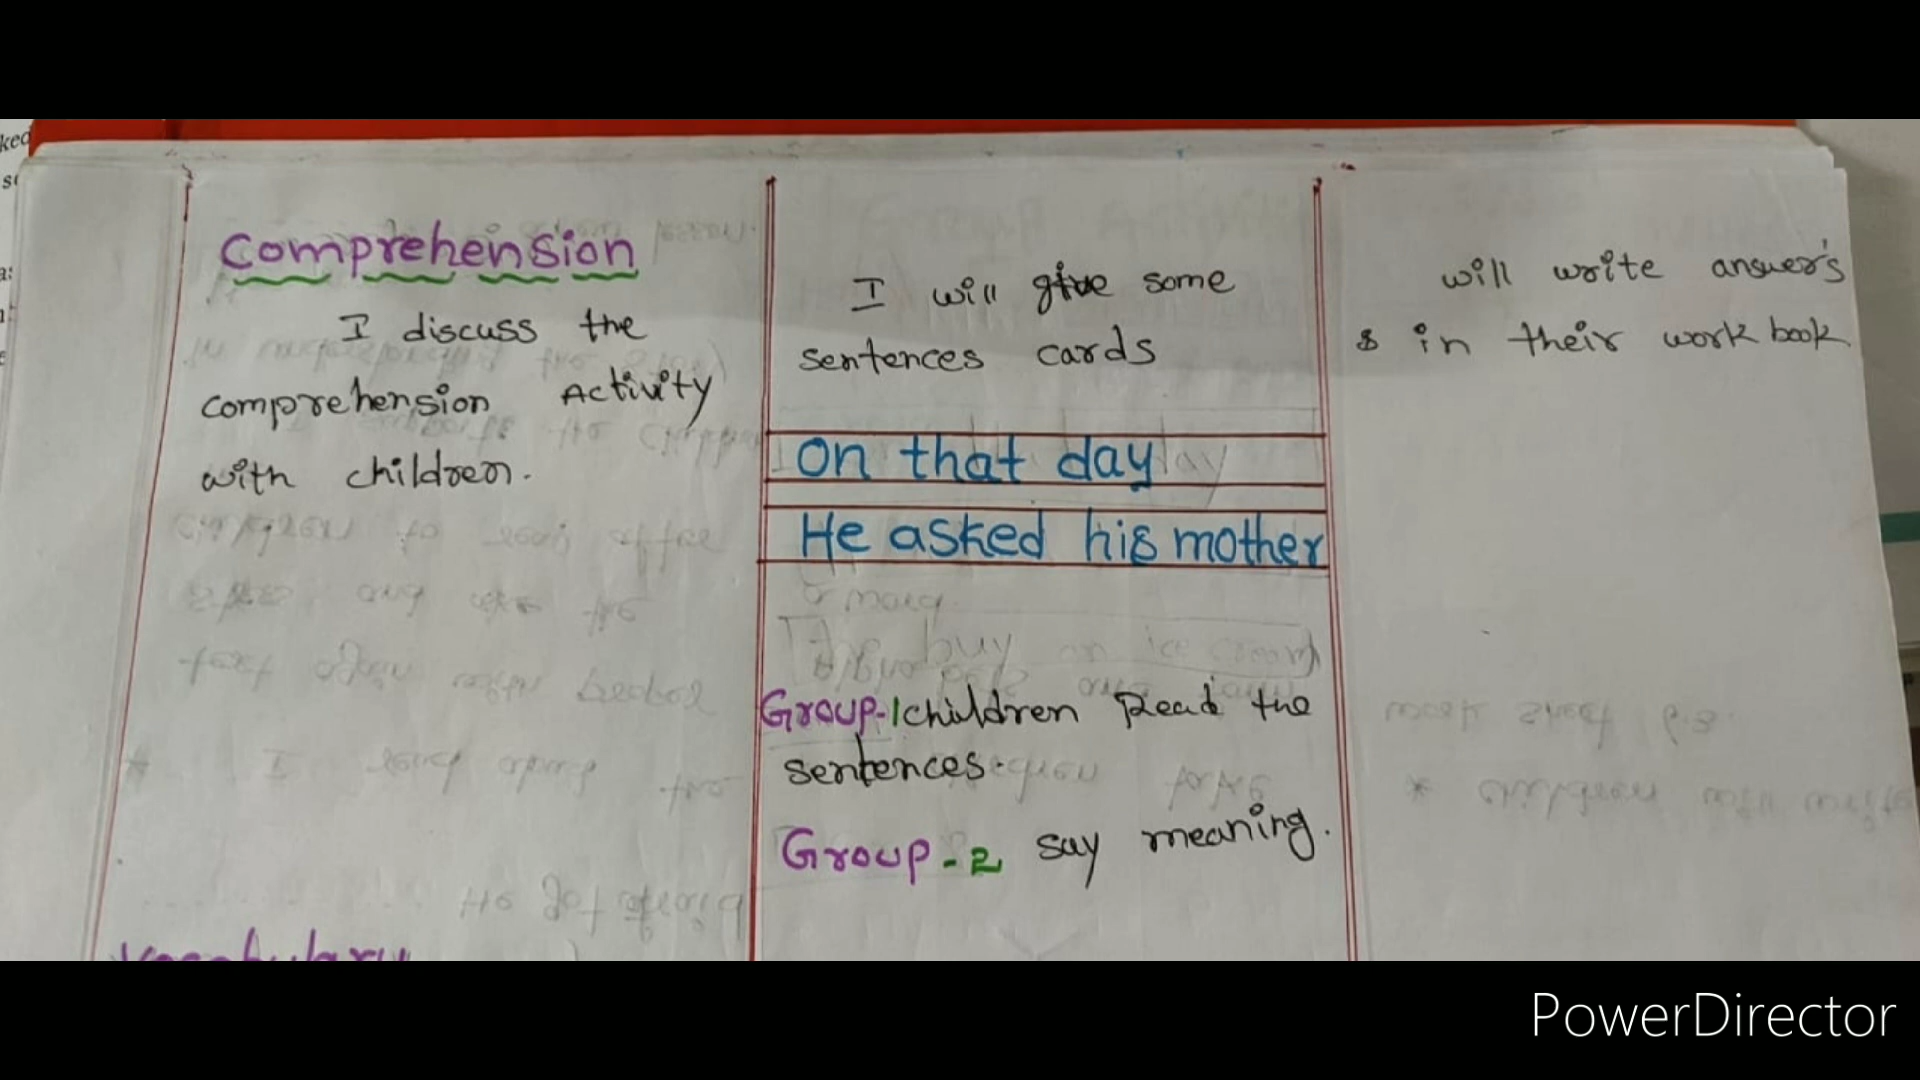 Comprehension
I discuss the
comprehension Activity
with children.
I will give some
sentences cards
On that day
He asked his mother
Group-1 children Read the
sentences.
Group-2 say meaning.
will write answer's
in their work book
Vocabulary
PowerDirector